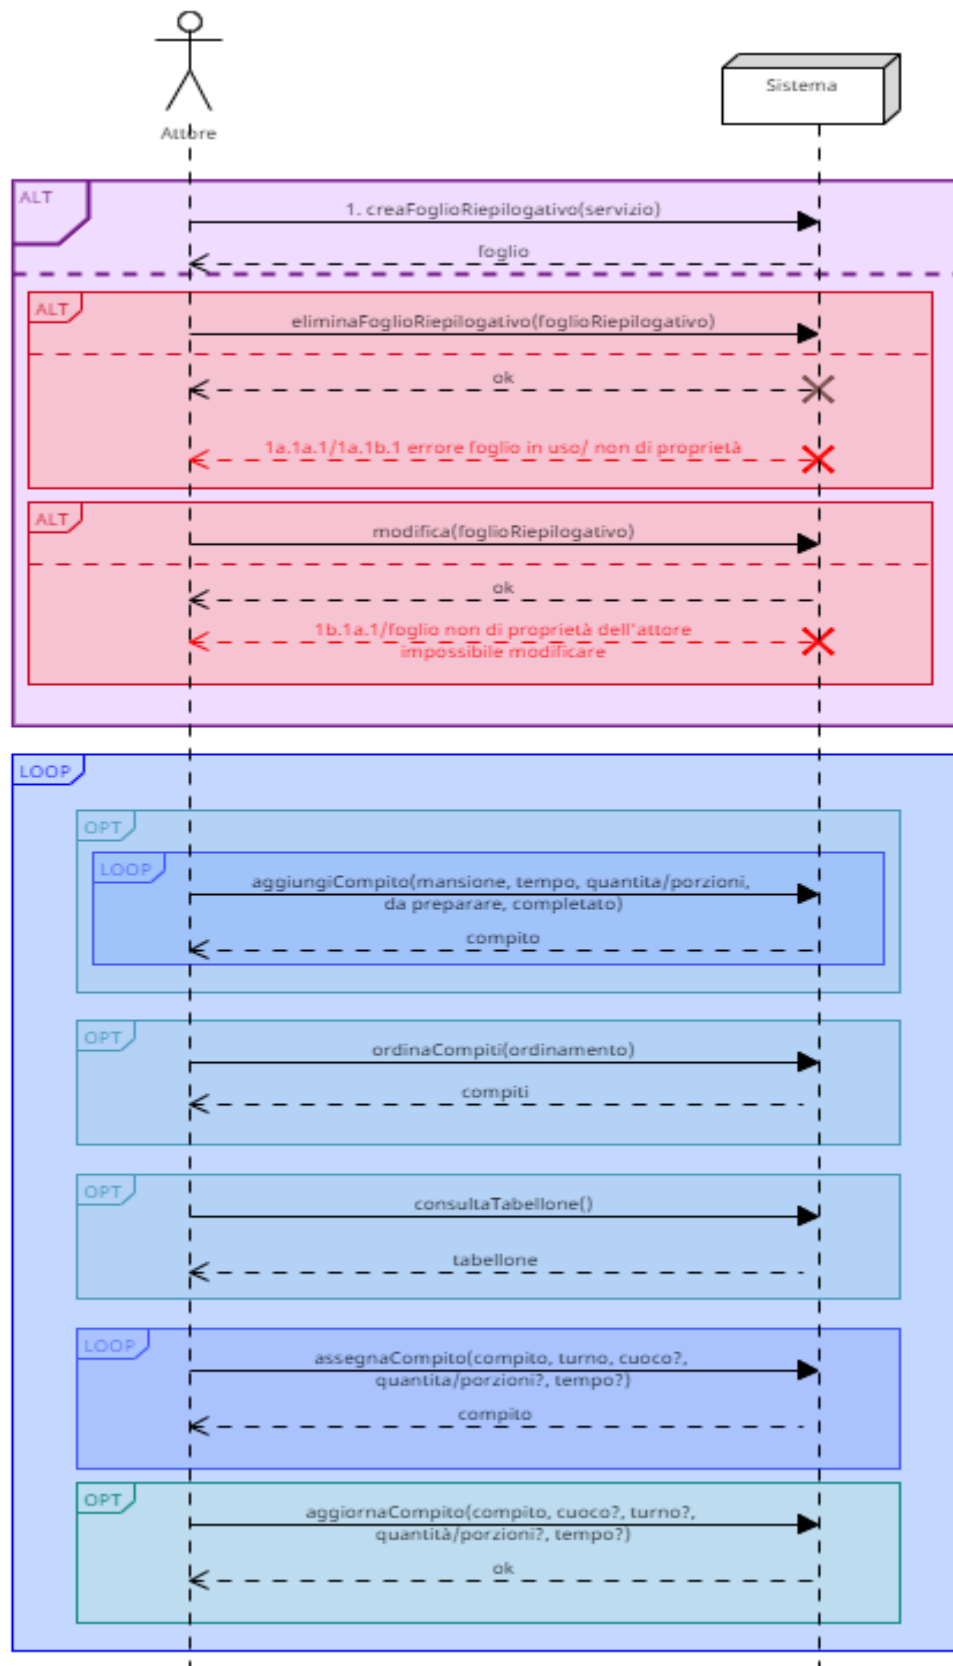 Attore
Sistema
ALT
1. creaFoglioRiepilogativo(servizio)
foglio
ALT
eliminaFoglioRiepilogativo(foglioRiepilogativo)
ok
1a.1a.1/1a.1b.1 errore foglio in uso/ non di proprietà
ALT
modifica(foglioRiepilogativo)
ok
1b.1a.1/foglio non di proprietà dell'attore
impossibile modificare
LOOP
OPT
LOOP
aggiungiCompito(mansione, tempo, quantita/porzioni,
da preparare, completato)
compito
OPT
ordinaCompiti(ordinamento)
compiti
OPT
consultaTabellone()
tabellone
LOOP
assegnaCompito(compito, turno, cuoco?,
quantita/porzioni?, tempo?)
compito
OPT
aggiornaCompito(compito, cuoco?, turno?,
quantità/porzioni?, tempo?)
ok